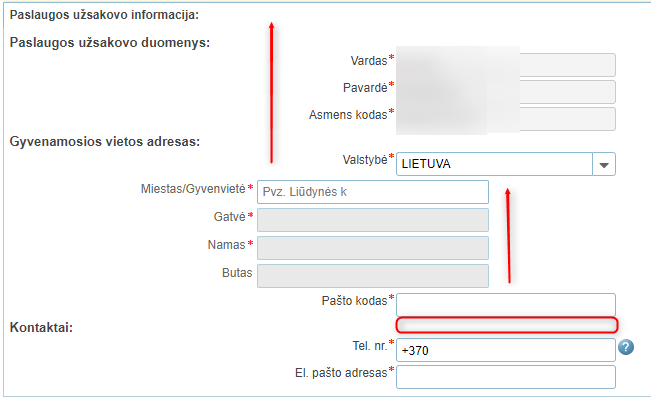 Paslaugos užsakovo informacija:
Paslaugos užsakovo duomenys:
Vardas*
Pavardė*
Asmens kodas*
Gyvenamosios vietos adresas:
Valstybė* LIETUVA
Miestas/Gyvenvietė * Pvz. Liūdynės k
Gatvė *
Namas *
Butas
Pašto kodas*
Kontaktai:
Tel. nr.* +370 ?
El. pašto adresas*